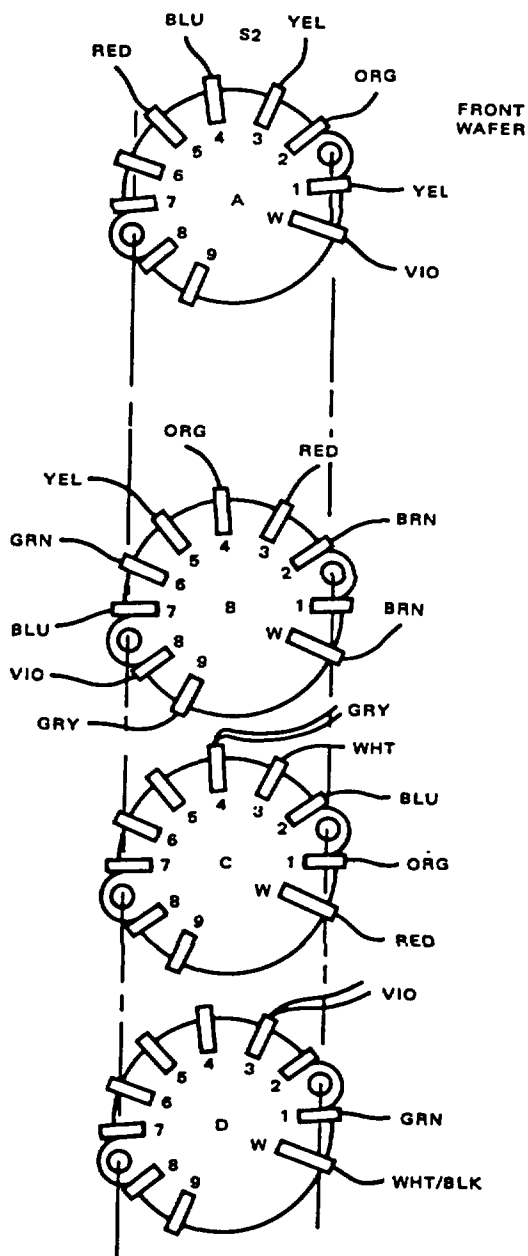 BLU S2 YEL
RED ORG
FRONT
WAFER
4 3
5 2
6 1 YEL
7 A W
8 VIO
9
ORG RED
YEL BRN
GRN 4 3
5 2
6
BLU 7 B 1
8 W BRN
VIO 9
GRY
GRY
WHT
4 3 BLU
5 2
6
7 C 1 ORG
8 W
9 RED
VIO
4 3
5 2
6
7 D 1 GRN
8 W
9 WHT/BLK